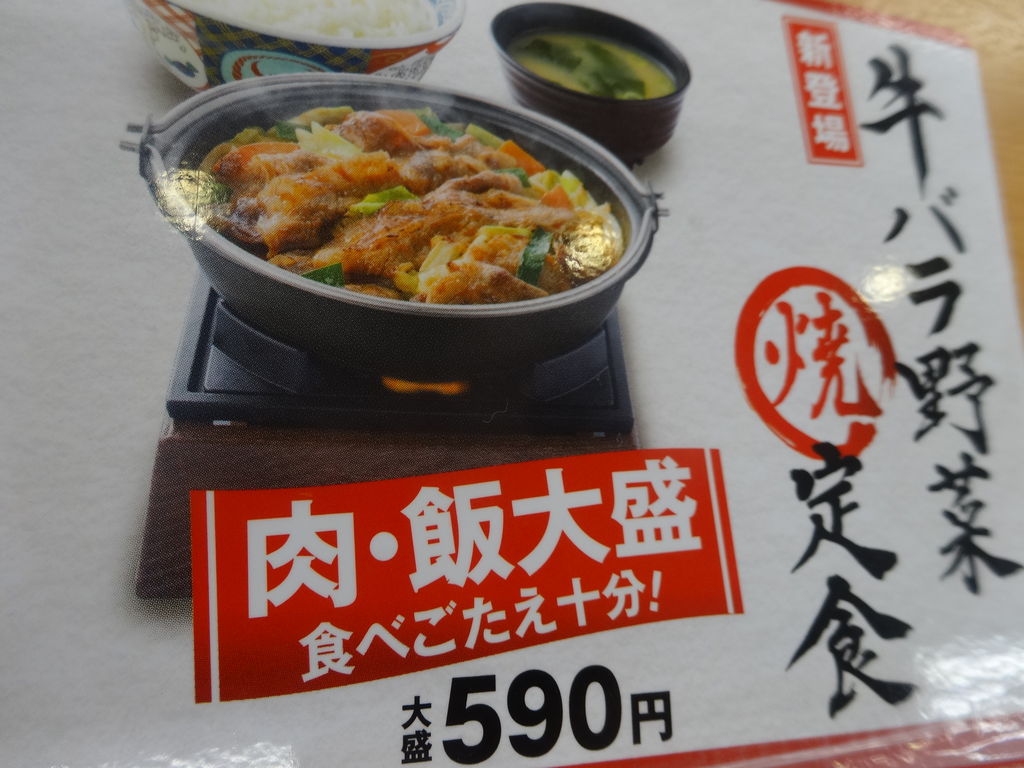 新登場
牛バラ野菜
焼定食
肉・飯大盛
食べごたえ十分!
大盛590円